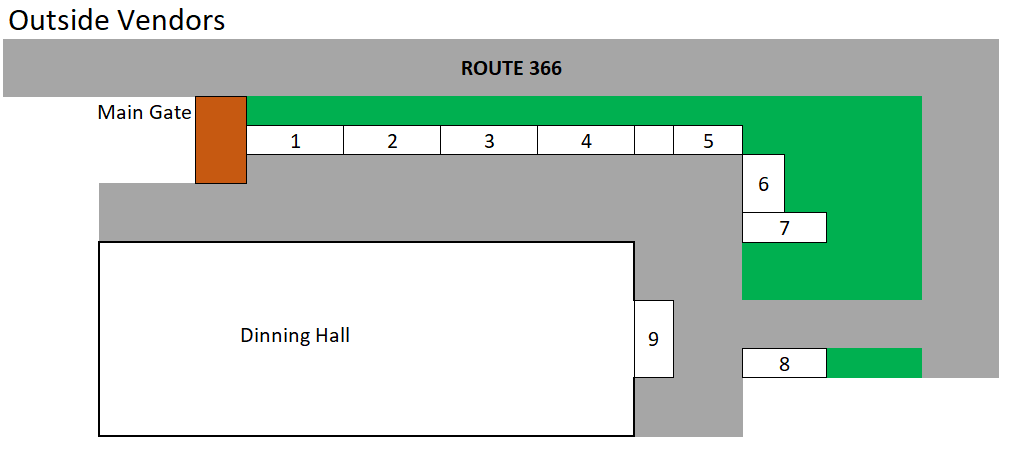 Outside Vendors
ROUTE 366
Main Gate
1 2 3 4 5
6
7
Dinning Hall
9
8